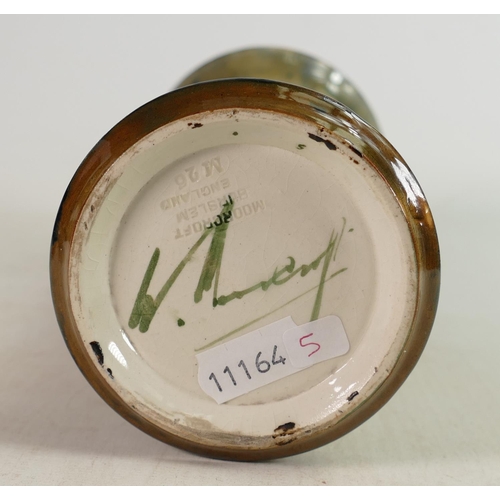 MOORCROFT
BURSLEM
ENGLAND
M 26
W. Moorcroft
11164 5